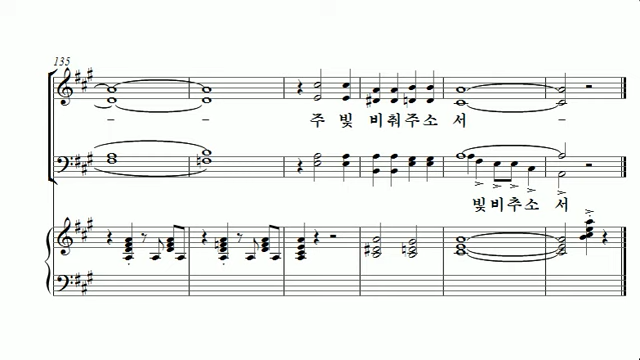 135
주 빛 비춰주소 서
빛비추소 서